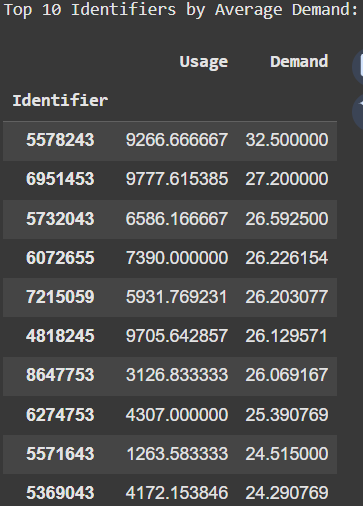 Top 10 Identifiers by Average Demand:
Usage Demand
Identifier
5578243 9266.666667 32.500000
6951453 9777.615385 27.200000
5732043 6586.166667 26.592500
6072655 7390.000000 26.226154
7215059 5931.769231 26.203077
4818245 9705.642857 26.129571
8647753 3126.833333 26.069167
6274753 4307.000000 25.390769
5571643 1263.583333 24.515000
5369043 4172.153846 24.290769